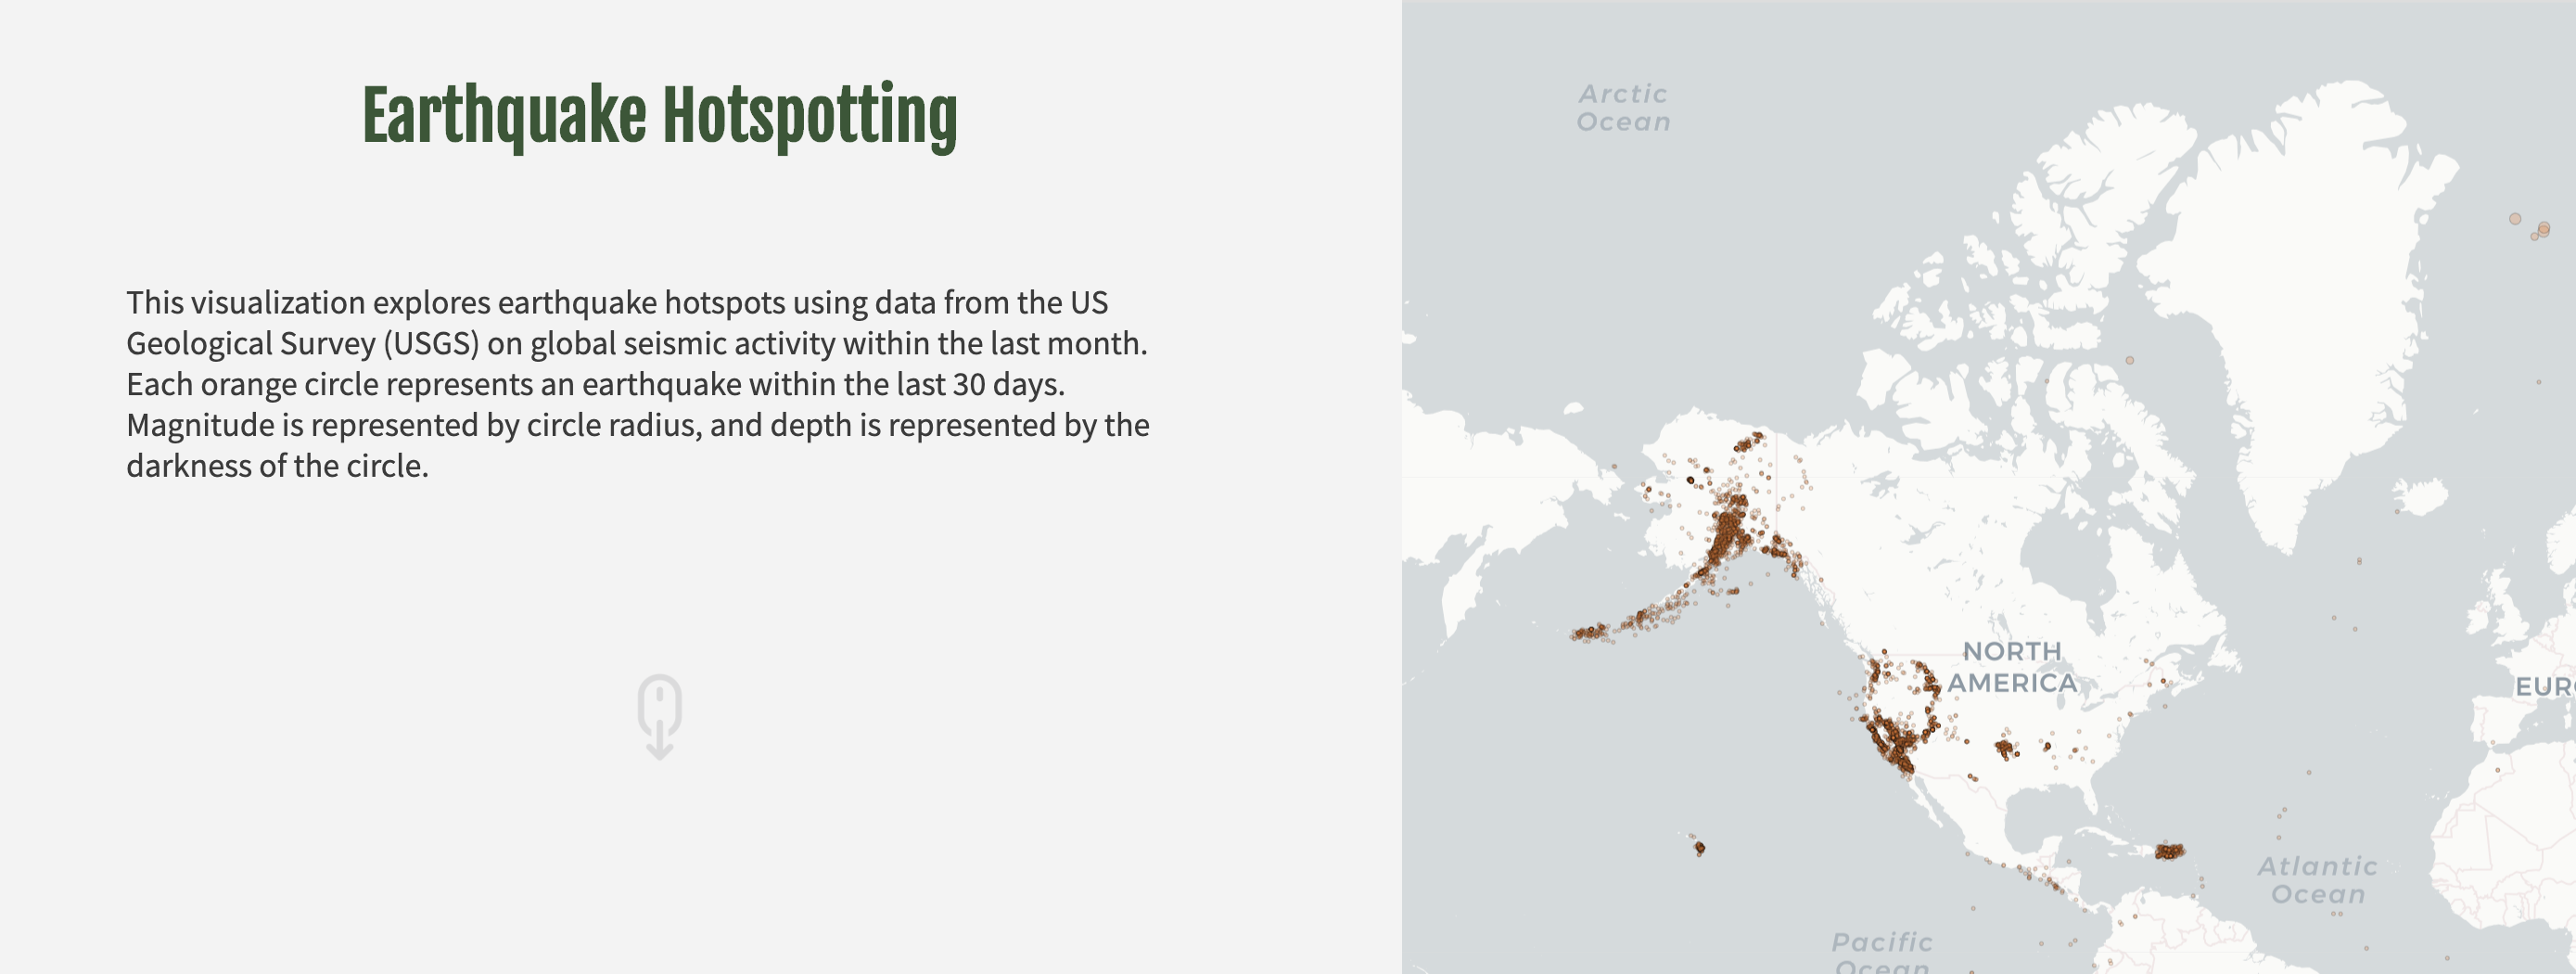 Earthquake Hotspotting
This visualization explores earthquake hotspots using data from the US
Geological Survey (USGS) on global seismic activity within the last month.
Each orange circle represents an earthquake within the last 30 days.
Magnitude is represented by circle radius, and depth is represented by the
darkness of the circle.
Arctic
Ocean
NORTH
AMERICA
EUR
Atlantic
Ocean
Pacific
Ocean